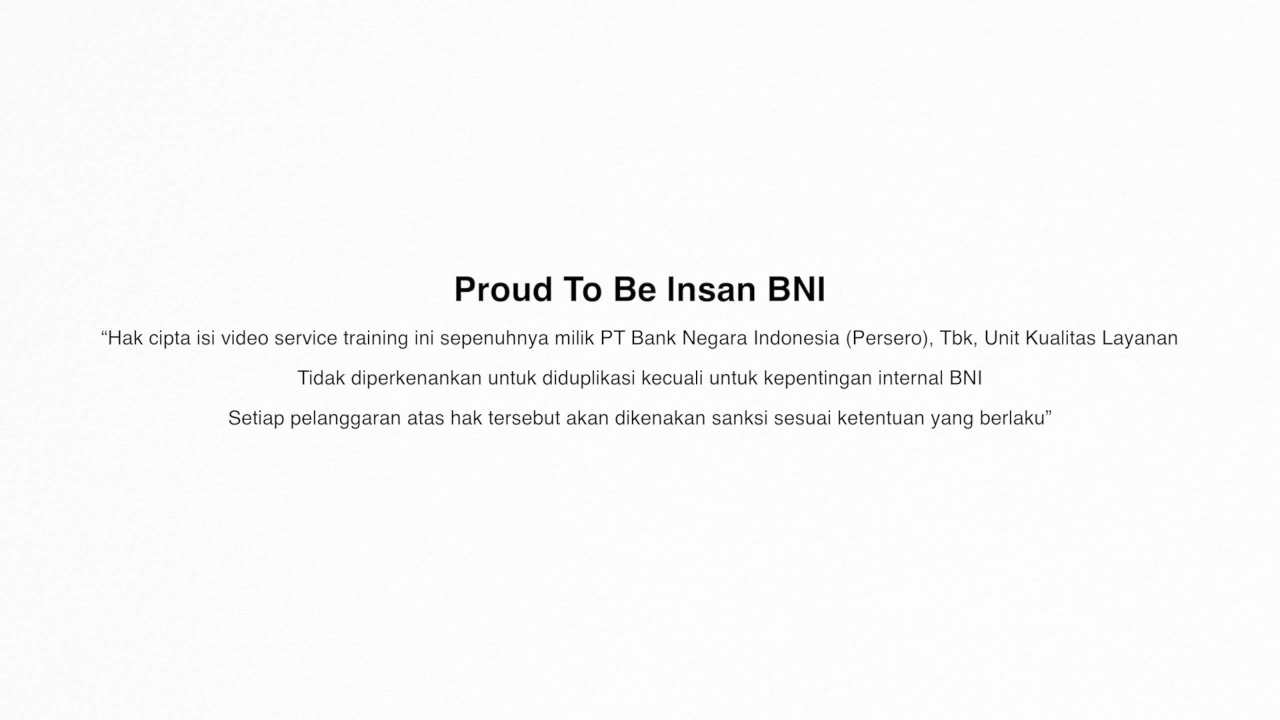 Proud To Be Insan BNI
“Hak cipta isi video service training ini sepenuhnya milik PT Bank Negara Indonesia (Persero), Tbk, Unit Kualitas Layanan
Tidak diperkenankan untuk diduplikasi kecuali untuk kepentingan internal BNI
Setiap pelanggaran atas hak tersebut akan dikenakan sanksi sesuai ketentuan yang berlaku”